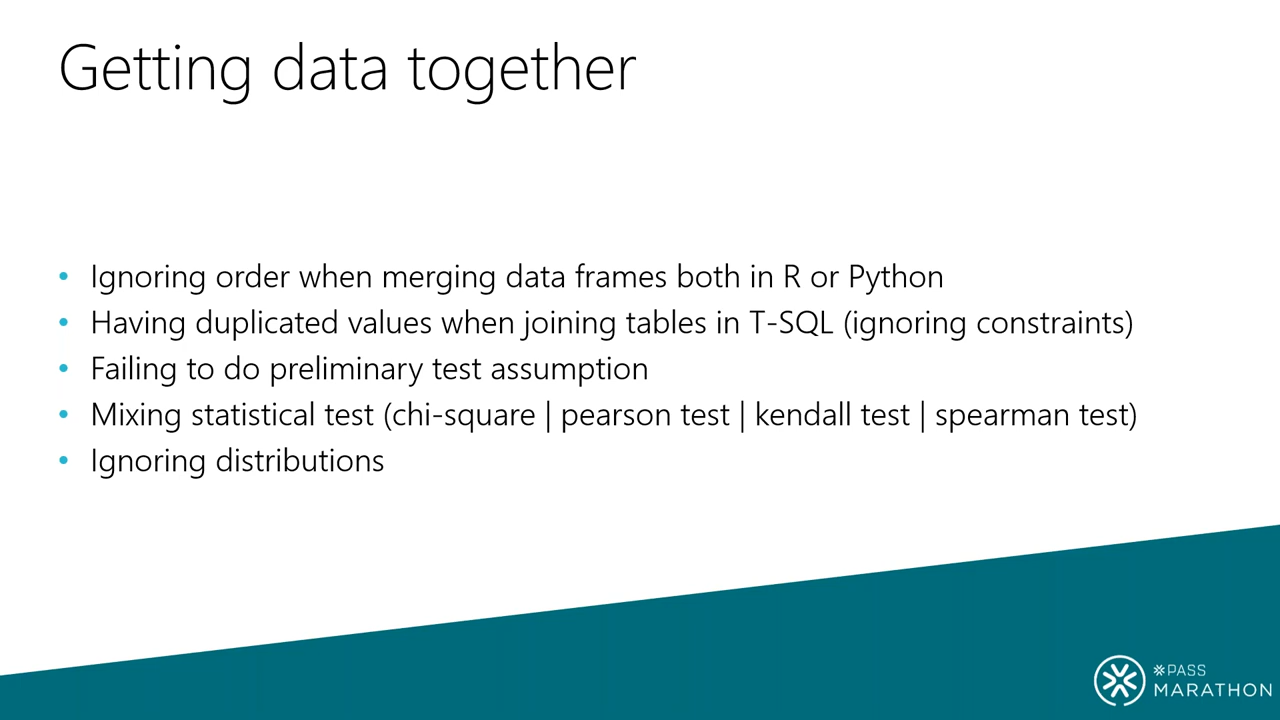 Getting data together
• Ignoring order when merging data frames both in R or Python
• Having duplicated values when joining tables in T-SQL (ignoring constraints)
• Failing to do preliminary test assumption
• Mixing statistical test (chi-square | pearson test | kendall test | spearman test)
• Ignoring distributions
PASS
MARATHON